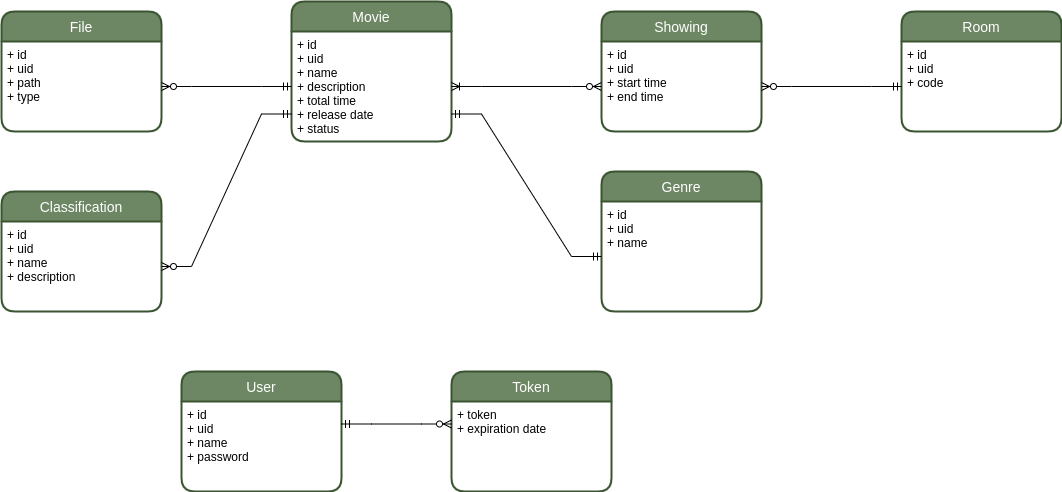 File
+ id
+ uid
+ path
+ type
Movie
+ id
+ uid
+ name
+ description
+ total time
+ release date
+ status
Showing
+ id
+ uid
+ start time
+ end time
Room
+ id
+ uid
+ code
Classification
+ id
+ uid
+ name
+ description
Genre
+ id
+ uid
+ name
User
+ id
+ uid
+ name
+ password
Token
+ token
+ expiration date